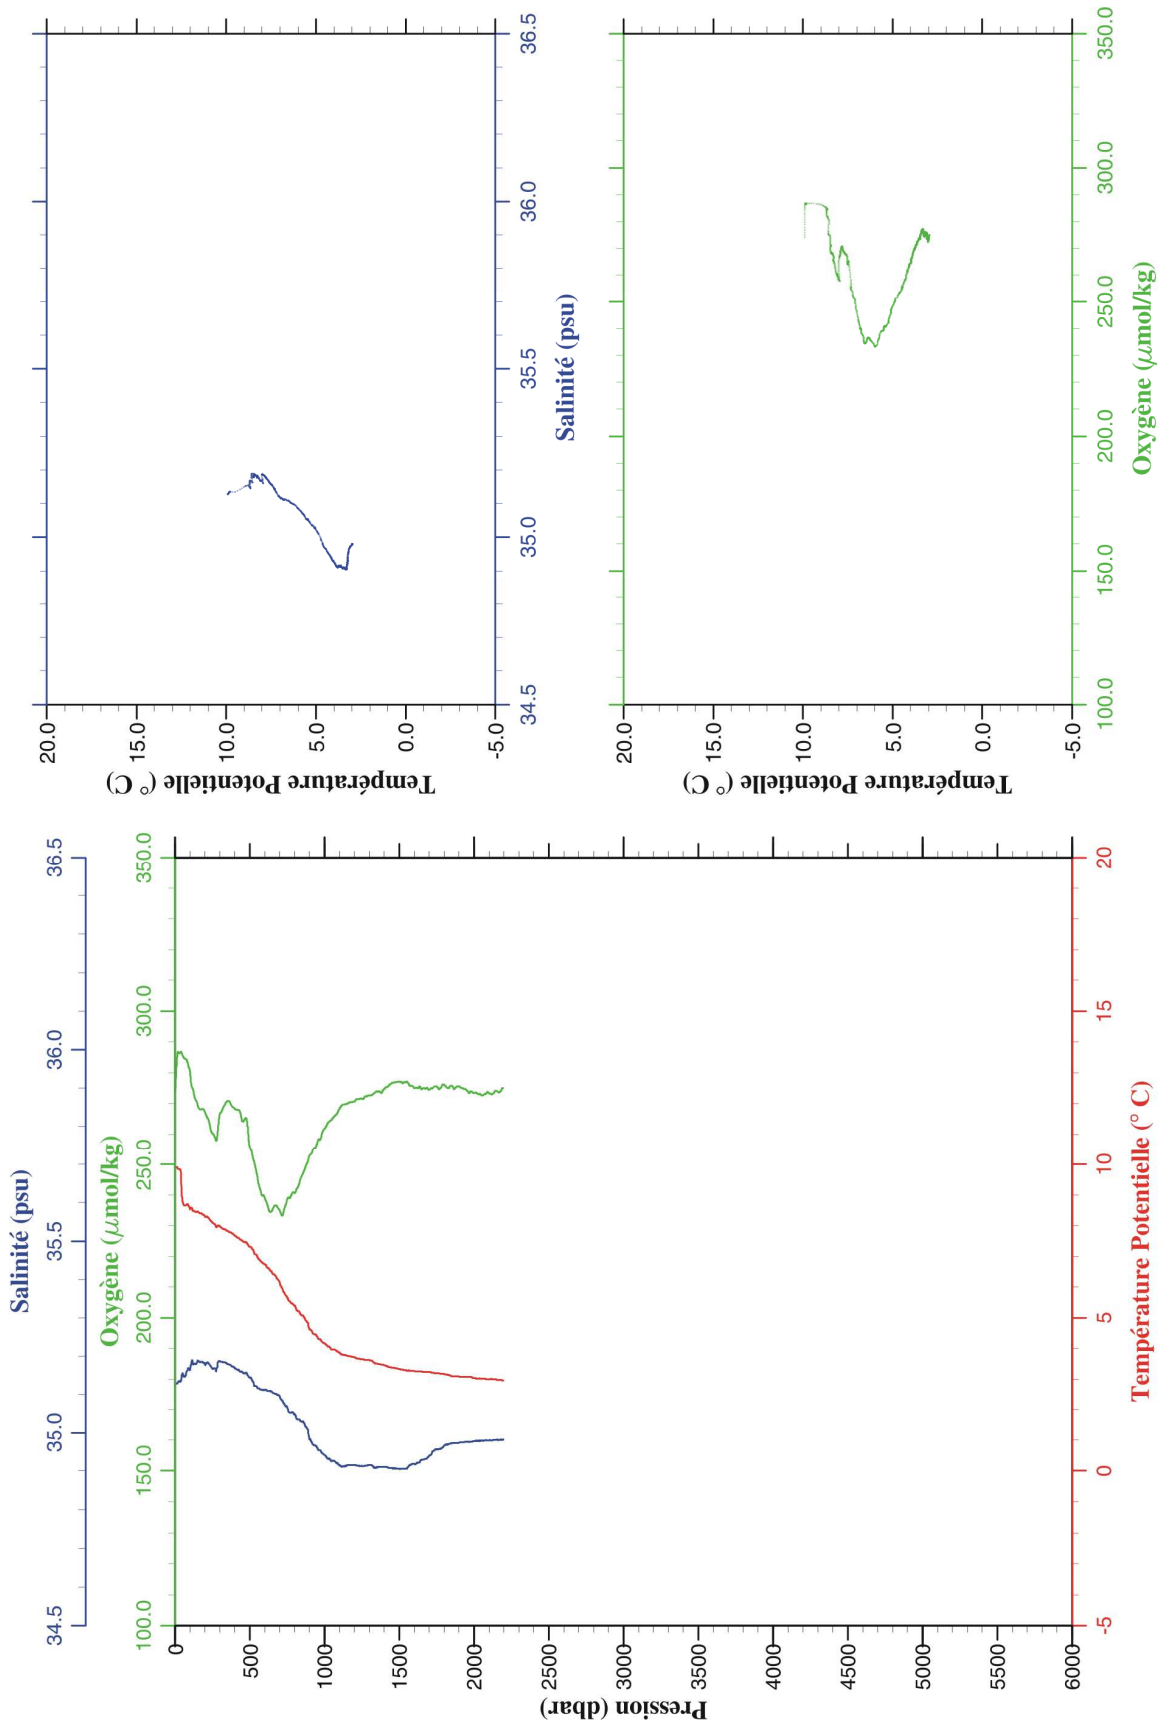 Salinité (psu)
34.5 35.0 35.5 36.0 36.5
Oxygène (μmol/kg)
100.0 150.0 200.0 250.0 300.0 350.0
Pression (dbar)
0
500
1000
1500
2000
2500
3000
3500
4000
4500
5000
5500
6000
-5 0 5 10 15 20
Température Potentielle (° C)
Température Potentielle (° C)
20.0
15.0
10.0
5.0
0.0
-5.0
34.5 35.0 35.5 36.0 36.5
Salinité (psu)
Température Potentielle (° C)
20.0
15.0
10.0
5.0
0.0
-5.0
100.0 150.0 200.0 250.0 300.0 350.0
Oxygène (μmol/kg)